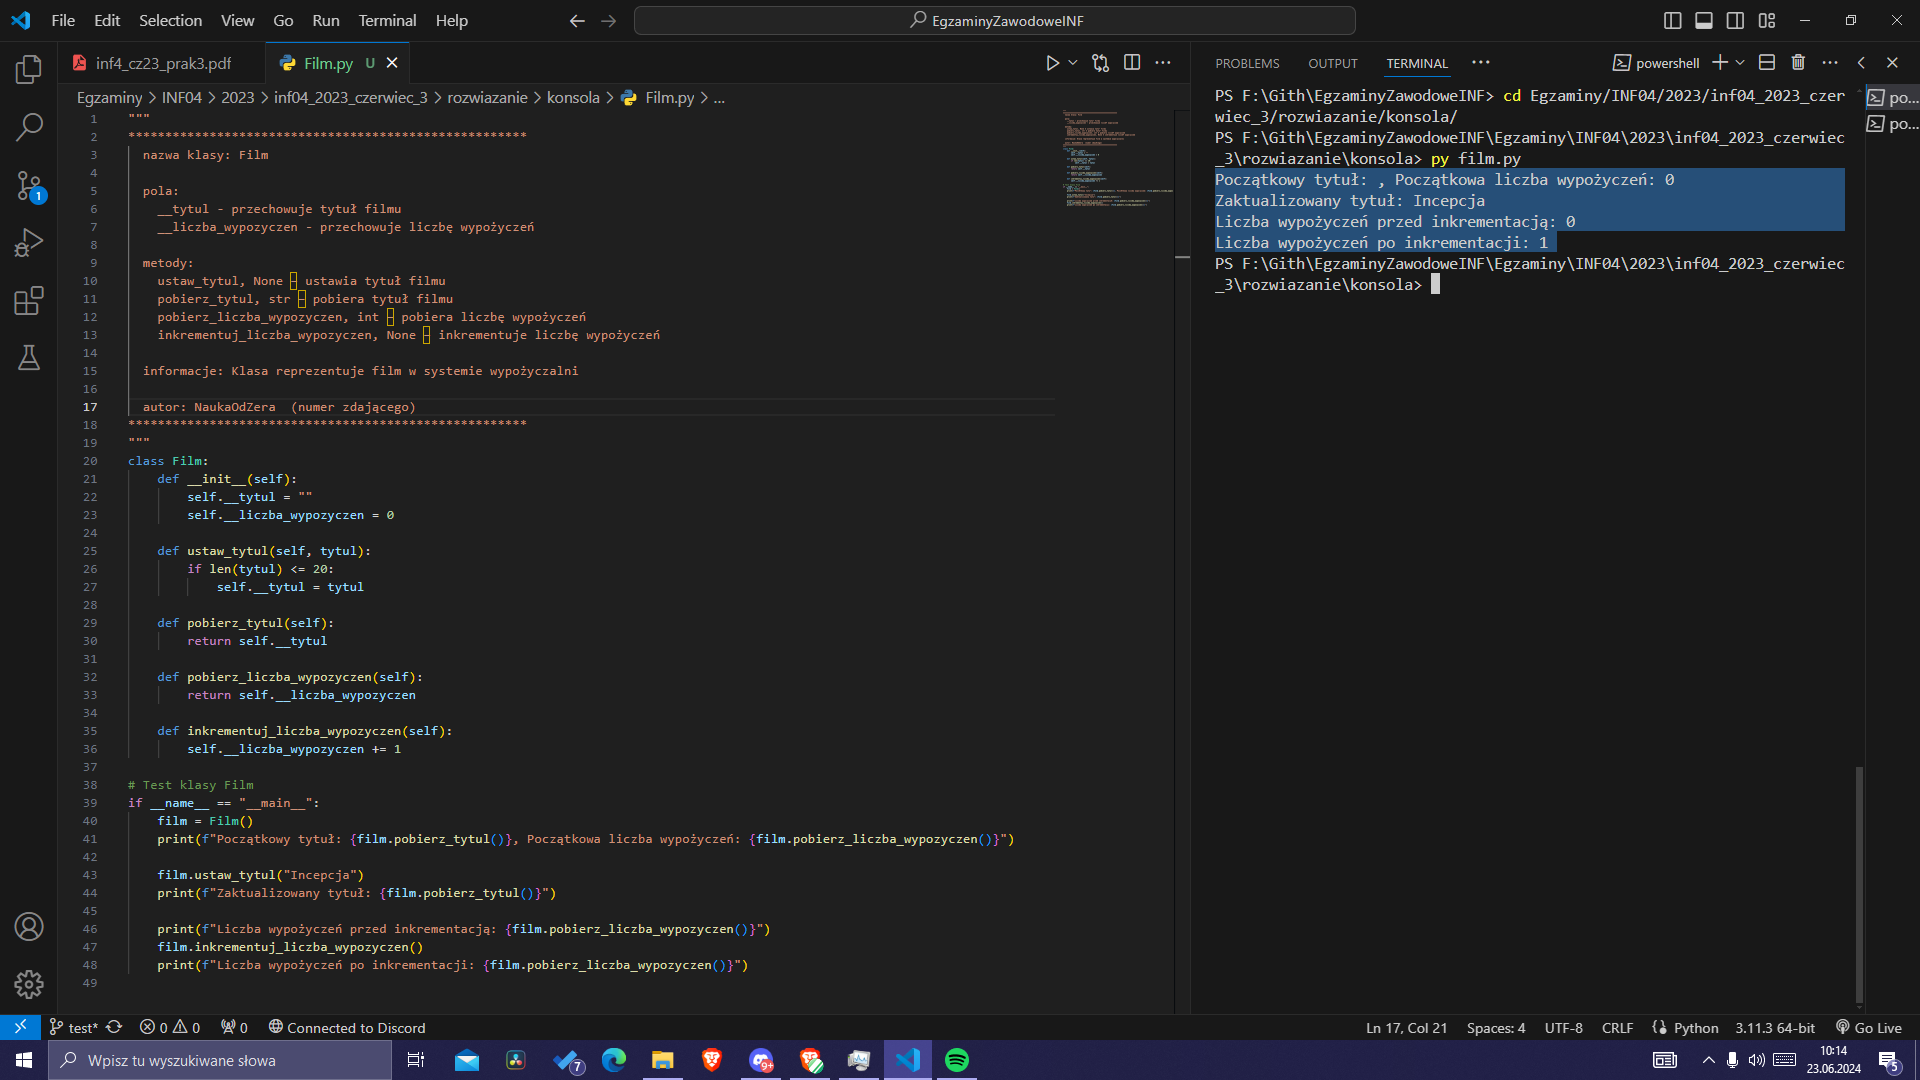 File Edit Selection View Go Run Terminal Help
EgzaminyZawodoweINF
inf4_cz23_prak3.pdf
Film.py U
Egzaminy > INF04 > 2023 > inf04_2023_czerwiec_3 > rozwiazanie > konsola > Film.py > ...
1 """
2 ******************************************************
3 nazwa klasy: Film
4
5 pola:
6 __tytul - przechowuje tytuł filmu
7 __liczba_wypozyczen - przechowuje liczbę wypożyczeń
8
9 metody:
10 ustaw_tytul, None – ustawia tytuł filmu
11 pobierz_tytul, str – pobiera tytuł filmu
12 pobierz_liczba_wypozyczen, int – pobiera liczbę wypożyczeń
13 inkrementuj_liczba_wypozyczen, None – inkrementuje liczbę wypożyczeń
14
15 informacje: Klasa reprezentuje film w systemie wypożyczalni
16
17 autor: NaukaOdZera  (numer zdającego)
18 ******************************************************
19 """
20 class Film:
21 def __init__(self):
22 self.__tytul = ""
23 self.__liczba_wypozyczen = 0
24
25 def ustaw_tytul(self, tytul):
26 if len(tytul) <= 20:
27 self.__tytul = tytul
28
29 def pobierz_tytul(self):
30 return self.__tytul
31
32 def pobierz_liczba_wypozyczen(self):
33 return self.__liczba_wypozyczen
34
35 def inkrementuj_liczba_wypozyczen(self):
36 self.__liczba_wypozyczen += 1
37
38 # Test klasy Film
39 if __name__ == "__main__":
40 film = Film()
41 print(f"Początkowy tytuł: {film.pobierz_tytul()}, Początkowa liczba wypożyczeń: {film.pobierz_liczba_wypozyczen()}")
42
43 film.ustaw_tytul("Incepcja")
44 print(f"Zaktualizowany tytuł: {film.pobierz_tytul()}")
45
46 print(f"Liczba wypożyczeń przed inkrementacją: {film.pobierz_liczba_wypozyczen()}")
47 film.inkrementuj_liczba_wypozyczen()
48 print(f"Liczba wypożyczeń po inkrementacji: {film.pobierz_liczba_wypozyczen()}")
49
PROBLEMS OUTPUT TERMINAL ... powershell
PS F:\Gith\EgzaminyZawodoweINF> cd Egzaminy/INF04/2023/inf04_2023_czer
wiec_3/rozwiazanie/konsola/
PS F:\Gith\EgzaminyZawodoweINF\Egzaminy\INF04\2023\inf04_2023_czerwiec
_3\rozwiazanie\konsola> py film.py
Początkowy tytuł: , Początkowa liczba wypożyczeń: 0
Zaktualizowany tytuł: Incepcja
Liczba wypożyczeń przed inkrementacją: 0
Liczba wypożyczeń po inkrementacji: 1
PS F:\Gith\EgzaminyZawodoweINF\Egzaminy\INF04\2023\inf04_2023_czerwiec
_3\rozwiazanie\konsola>
po...
po...
1
test* 0 0 0 Connected to Discord
Ln 17, Col 21 Spaces: 4 UTF-8 CRLF Python 3.11.3 64-bit Go Live
Wpisz tu wyszukiwane słowa
7
9+
10:14
23.06.2024
5